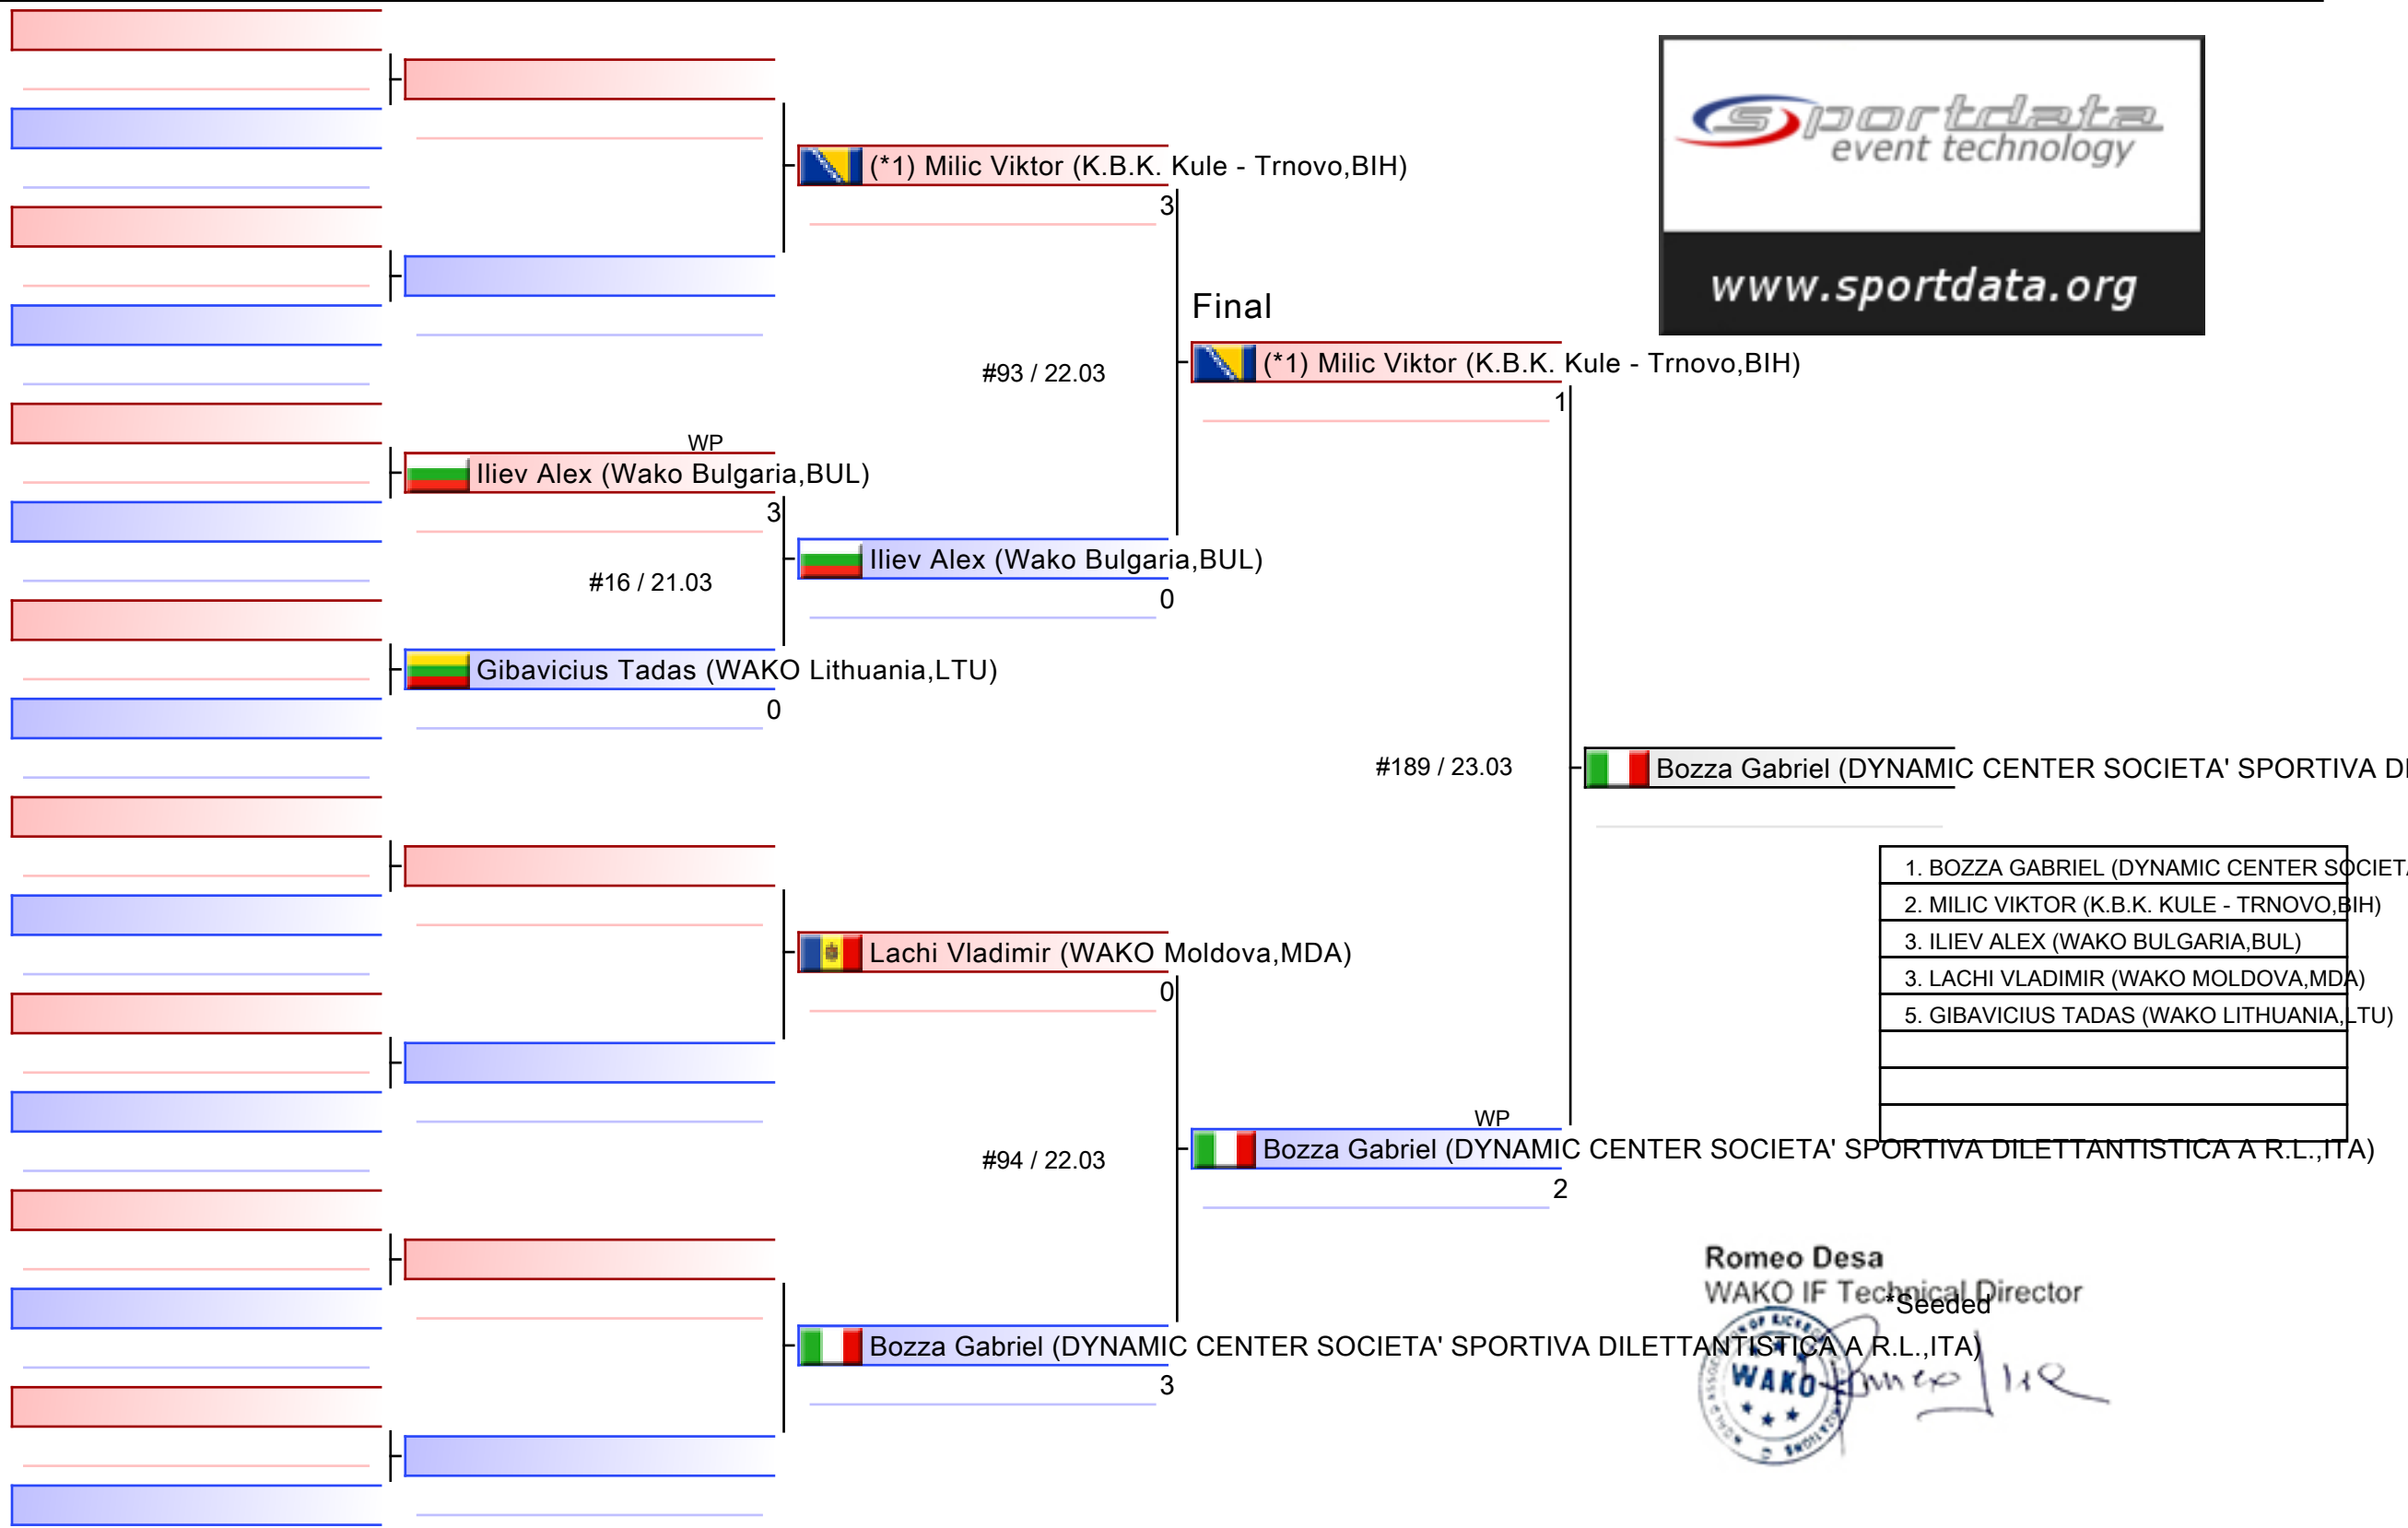 sportdata
event technology
www.sportdata.org
(*1) Milic Viktor (K.B.K. Kule - Trnovo,BIH)
3
Final
#93 / 22.03
(*1) Milic Viktor (K.B.K. Kule - Trnovo,BIH)
1
WP
Iliev Alex (Wako Bulgaria,BUL)
3
#16 / 21.03
Iliev Alex (Wako Bulgaria,BUL)
0
Gibavicius Tadas (WAKO Lithuania,LTU)
0
#189 / 23.03
Bozza Gabriel (DYNAMIC CENTER SOCIETA' SPORTIVA
1. BOZZA GABRIEL (DYNAMIC CENTER
2. MILIC VIKTOR (K.B.K. KULE - TRNOVO,BIH)
3. ILIEV ALEX (WAKO BULGARIA,BUL)
3. LACHI VLADIMIR (WAKO MOLDOVA,MDA)
5. GIBAVICIUS TADAS (WAKO LITHUANIA,LTU)
Lachi Vladimir (WAKO Moldova,MDA)
0
#94 / 22.03
WP
Bozza Gabriel (DYNAMIC CENTER SOCIETA' SPORTIVA DILETTANTISTICA A R.L.,ITA)
2
Romeo Desa
WAKO IF Technical Director
*Seeded
Bozza Gabriel (DYNAMIC CENTER SOCIETA' SPORTIVA DILETTANTISTICA A R.L.,ITA)
3
WAKO